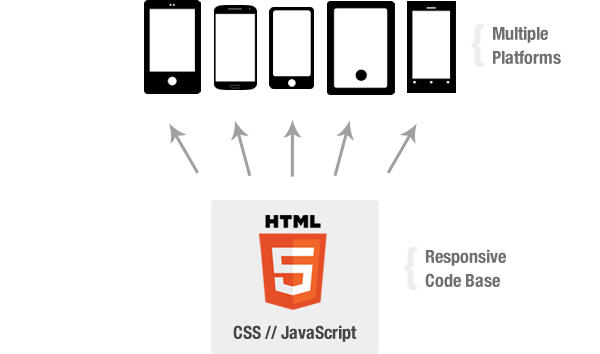 Multiple
Platforms
HTML
5
Responsive
Code Base
CSS // JavaScript